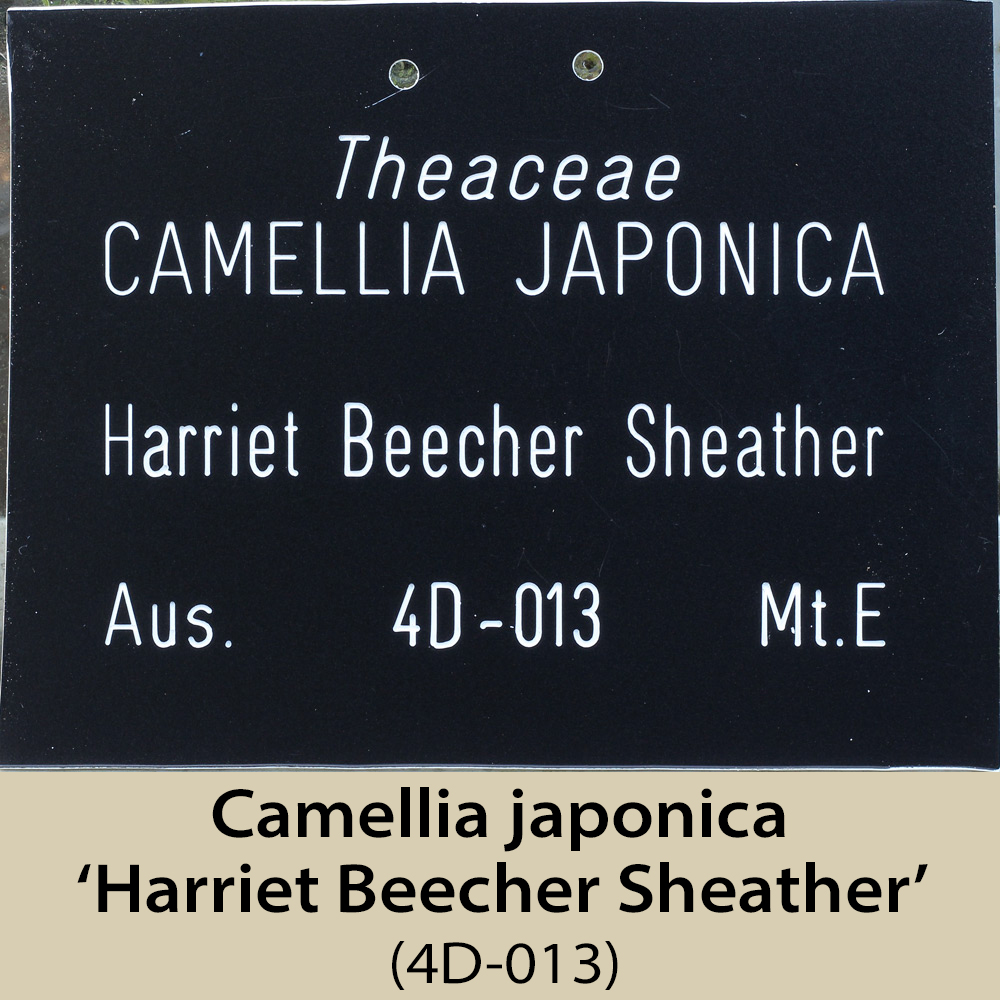 Theaceae
CAMELLIA JAPONICA
Harriet Beecher Sheather
Aus. 4D-013 Mt.E
Camellia japonica
‘Harriet Beecher Sheather’
(4D-013)